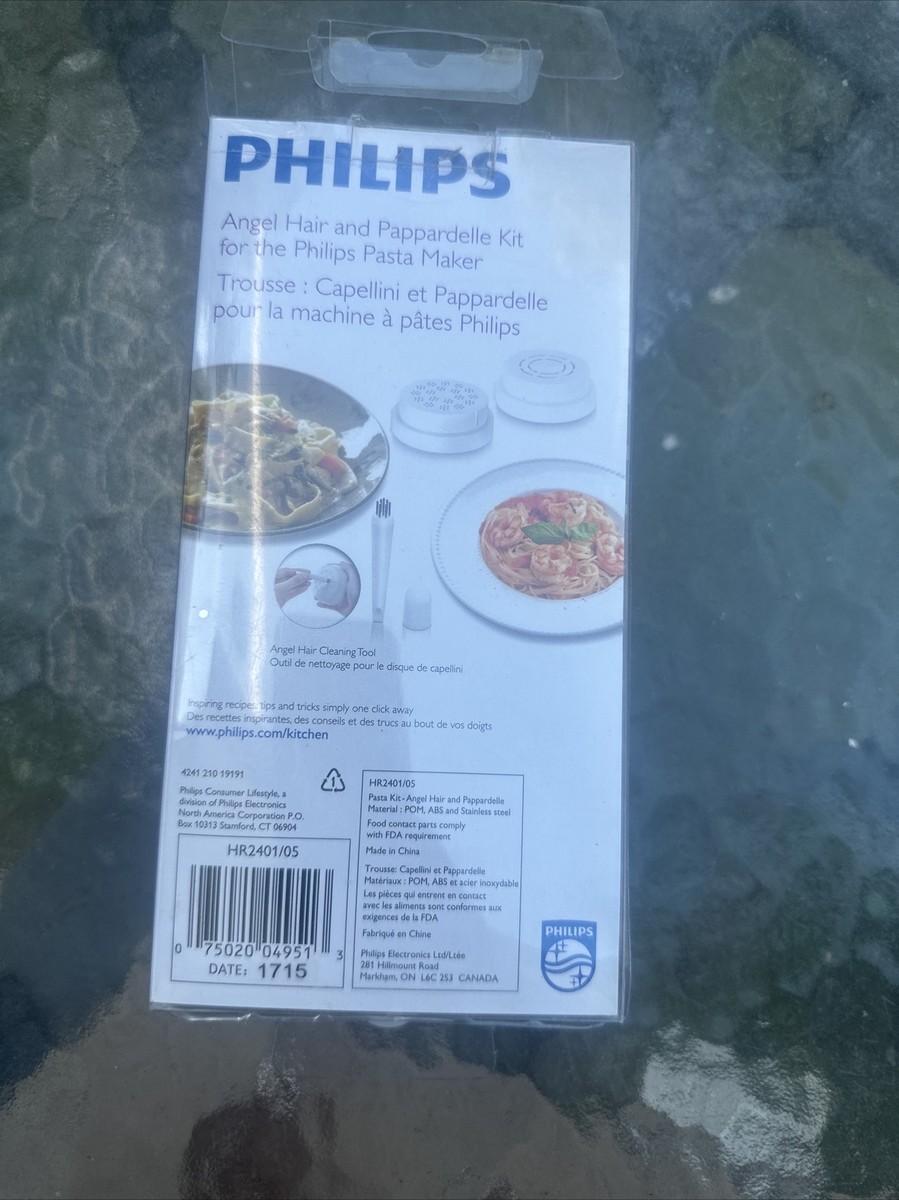 PHILIPS
Angel Hair and Pappardelle Kit
for the Philips Pasta Maker
Trousse : Capellini et Pappardelle
pour la machine à pâtes Philips
Angel Hair Cleaning Tool
Outil de nettoyage pour le disque de capellini
Inspiring recipes, tips and tricks simply one click away
Des recettes inspirantes, des conseils et des trucs au bout de vos doigts
www.philips.com/kitchen
4241 210 19191
Philips Consumer Lifestyle, a
division of Philips Electronics
North America Corporation P.O.
Box 10313 Stamford, CT 06904
1
HR2401/05
0 75020 04951 3
DATE: 1715
HR2401/05
Pasta Kit - Angel Hair and Pappardelle
Material : POM, ABS and Stainless steel
Food contact parts comply
with FDA requirement
Made in China
Trousse: Capellini et Pappardelle
Matériaux : POM, ABS et acier inoxydable
Les pièces qui entrent en contact
avec les aliments sont conformes aux
exigences de la FDA
Fabriqué en Chine
Philips Electronics Ltd/Ltée
281 Hillmount Road
Markham, ON L6C 2S3 CANADA
PHILIPS